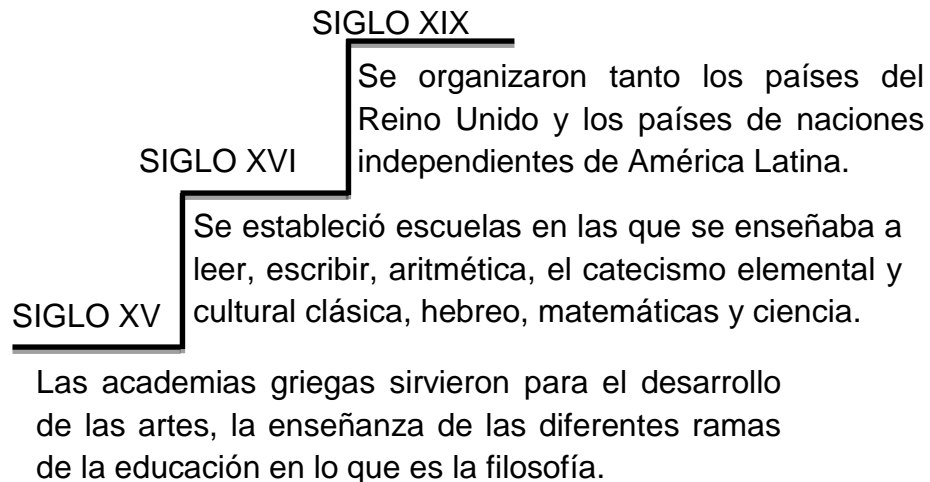 SIGLO XIX
Se organizaron tanto los países del
Reino Unido y los países de naciones
independientes de América Latina.
SIGLO XVI
Se estableció escuelas en las que se enseñaba a
leer, escribir, aritmética, el catecismo elemental y
cultural clásica, hebreo, matemáticas y ciencia.
SIGLO XV
Las academias griegas sirvieron para el desarrollo
de las artes, la enseñanza de las diferentes ramas
de la educación en lo que es la filosofía.